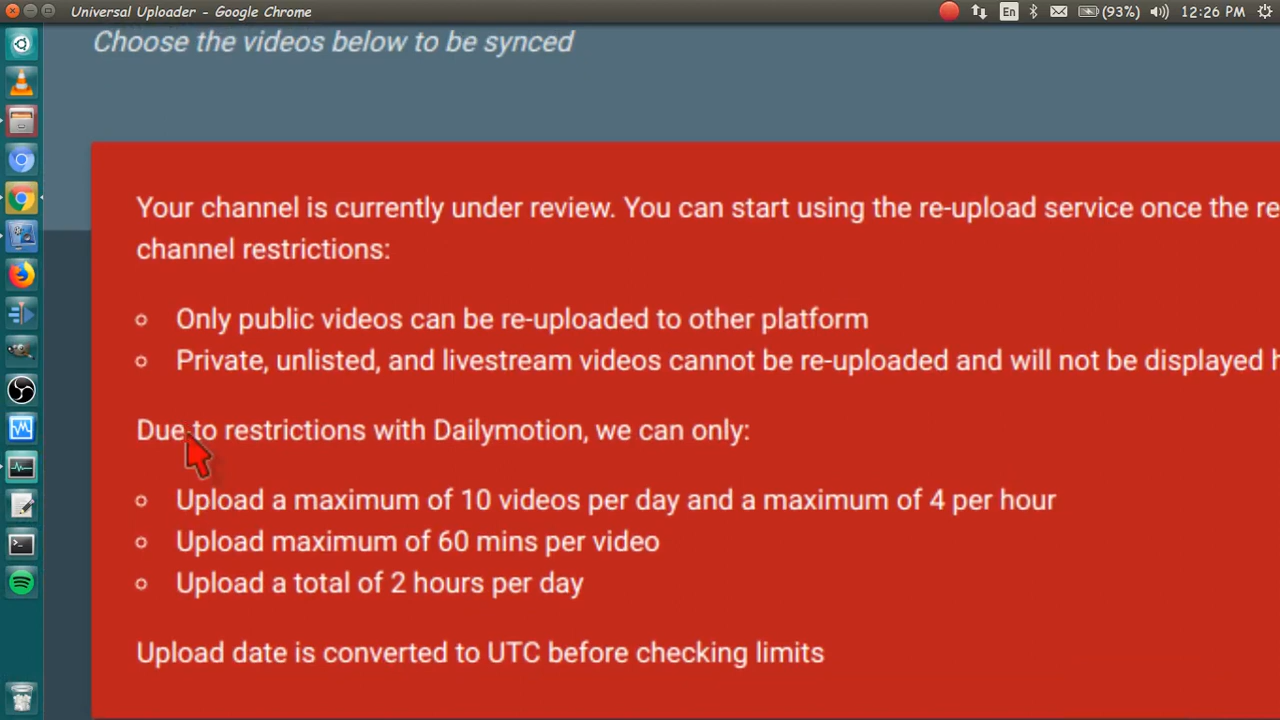 Universal Uploader - Google Chrome
En
(93%)
12:26 PM
Choose the videos below to be synced
Your channel is currently under review. You can start using the re-upload service once the re
channel restrictions:
Only public videos can be re-uploaded to other platform
Private, unlisted, and livestream videos cannot be re-uploaded and will not be displayed h
Due to restrictions with Dailymotion, we can only:
Upload a maximum of 10 videos per day and a maximum of 4 per hour
Upload maximum of 60 mins per video
Upload a total of 2 hours per day
Upload date is converted to UTC before checking limits